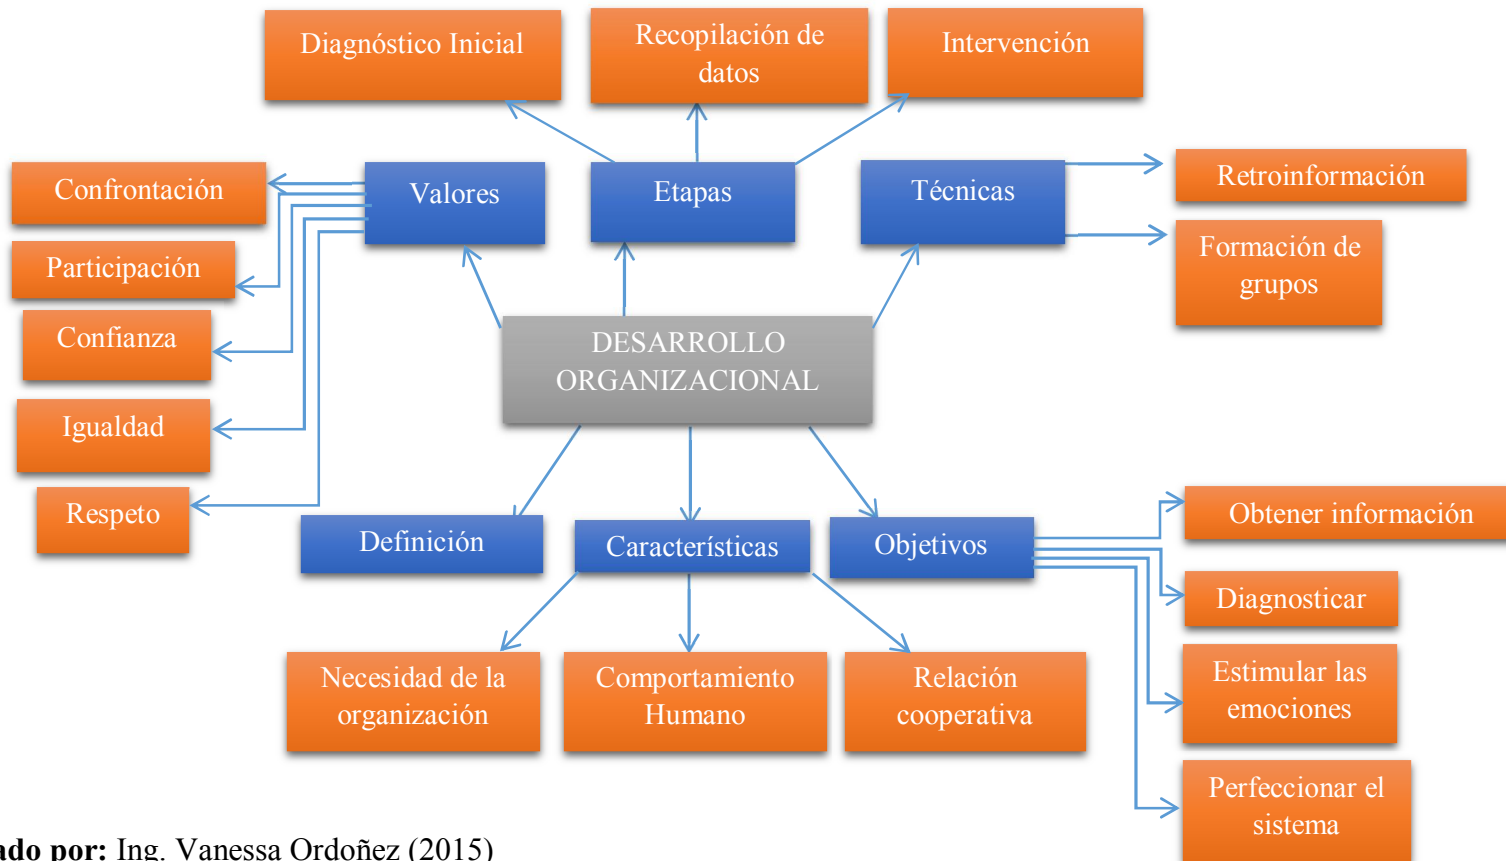 Diagnóstico Inicial
Recopilación de
datos
Intervención
Confrontación
Valores
Etapas
Técnicas
Retroinformación
Participación
Formación de
grupos
Confianza
DESARROLLO
ORGANIZACIONAL
Igualdad
Respeto
Definición
Características
Objetivos
Obtener información
Diagnosticar
Necesidad de la
organización
Comportamiento
Humano
Relación
cooperativa
Estimular las
emociones
Perfeccionar el
sistema
ado por: Ing. Vanessa Ordoñez (2015)